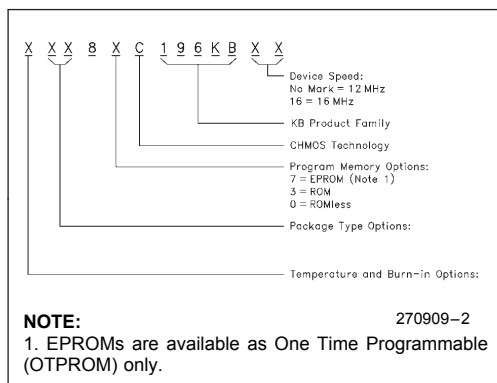 X XX 8 X C 196KB XX
Device Speed:
No Mark = 12 MHz
16 = 16 MHz
KB Product Family
CHMOS Technology
Program Memory Options:
7 = EPROM (Note 1)
3 = ROM
0 = ROMless
Package Type Options:
Temperature and Burn-in Options:
270909–2
NOTE:
1. EPROMs are available as One Time Programmable
(OTPROM) only.